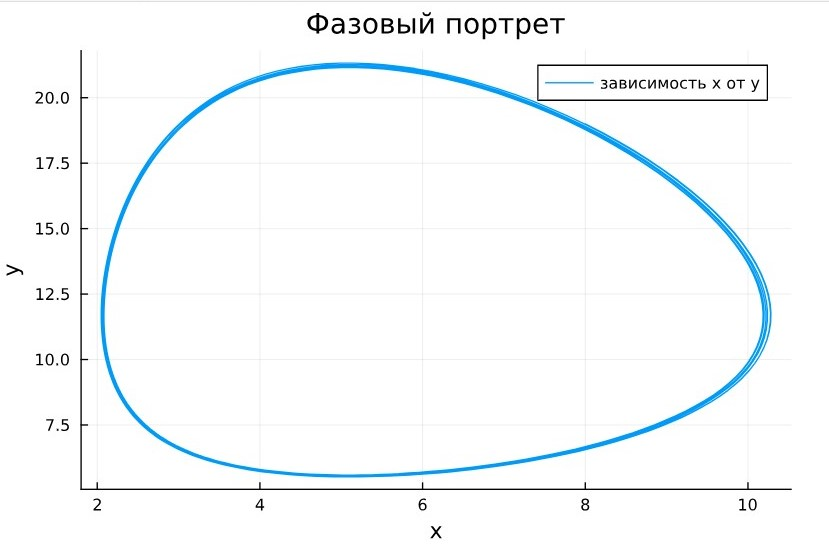 Фазовый портрет
зависимость x от y
20.0
17.5
15.0
12.5
10.0
7.5
y
2 4 6 8 10
x